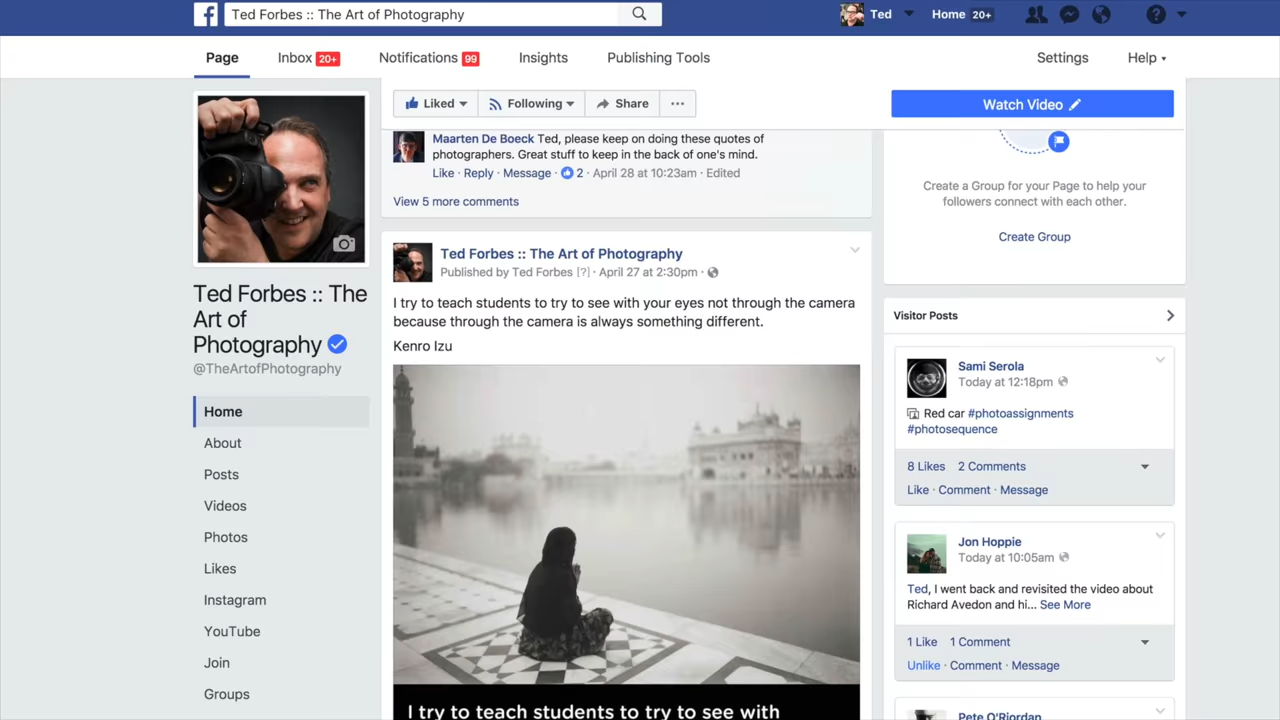 Ted Forbes :: The Art of Photography
Ted
Home 20+
Page
Inbox 20+
Notifications 99
Insights
Publishing Tools
Settings
Help
Liked
Following
Share
Watch Video
Maarten De Boeck Ted, please keep on doing these quotes of
photographers. Great stuff to keep in the back of one's mind.
Like · Reply · Message · 2 · April 28 at 10:23am · Edited
View 5 more comments
Create a Group for your Page to help your
followers connect with each other.
Create Group
Ted Forbes :: The
Art of
Photography
@TheArtofPhotography
Home
About
Posts
Videos
Photos
Likes
Instagram
YouTube
Join
Groups
Ted Forbes :: The Art of Photography
Published by Ted Forbes [?] · April 27 at 2:30pm ·
I try to teach students to try to see with your eyes not through the camera
because through the camera is always something different.
Kenro Izu
I try to teach students to try to see with
Visitor Posts
Sami Serola
Today at 12:18pm
Red car #photoassignments
#photosequence
8 Likes 2 Comments
Like · Comment · Message
Jon Hoppie
Today at 10:05am
Ted, I went back and revisited the video about
Richard Avedon and hi... See More
1 Like 1 Comment
Unlike · Comment · Message
Pete O'Riordan